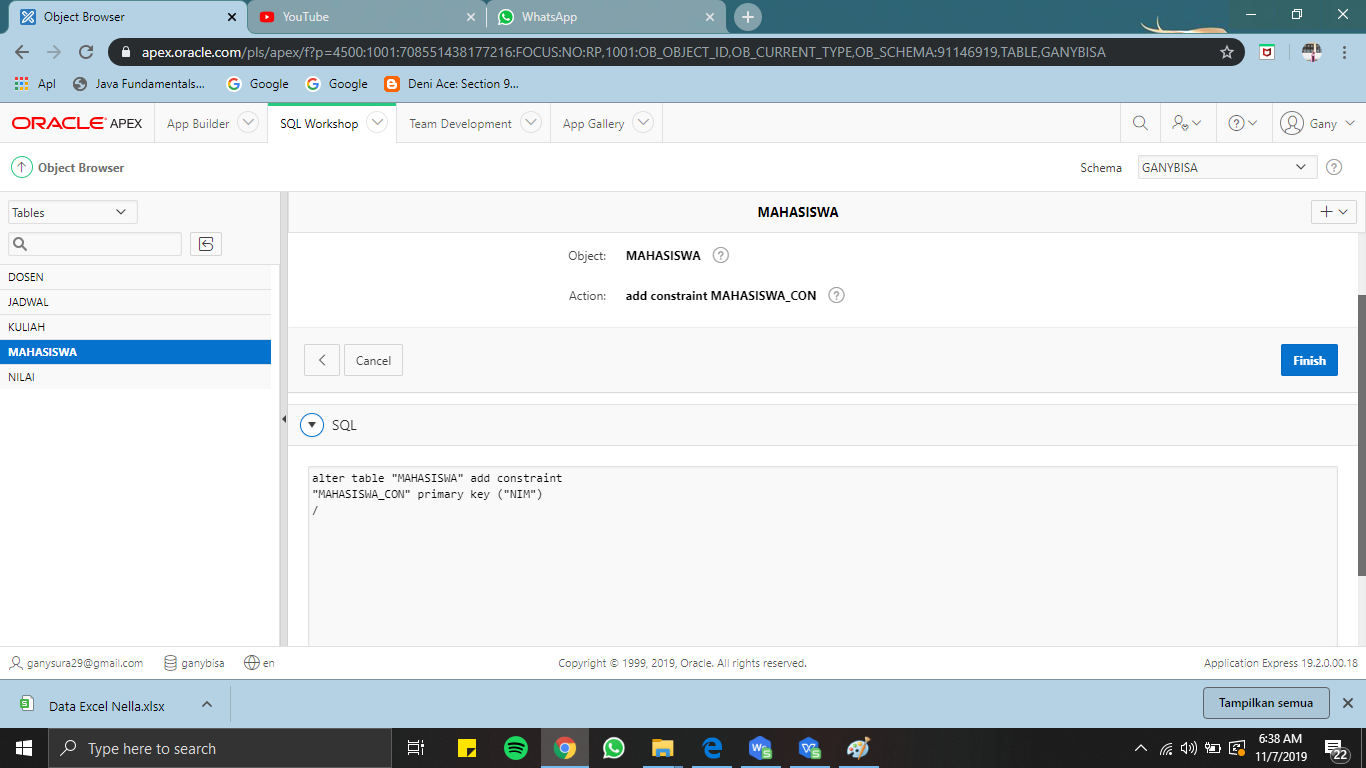 Object Browser
YouTube
WhatsApp
apex.oracle.com/pls/apex/f?p=4500:1001:708551438177216:FOCUS:NO:RP,1001:OB_OBJECT_ID,OB_CURRENT_TYPE,OB_SCHEMA:91146919,TABLE,GANYBISA
Apl
Java Fundamentals...
Google
Google
Deni Ace: Section 9...
ORACLE APEX
App Builder
SQL Workshop
Team Development
App Gallery
Gany
Object Browser
Schema
GANYBISA
Tables
DOSEN
JADWAL
KULIAH
MAHASISWA
NILAI
MAHASISWA
Object: MAHASISWA
Action: add constraint MAHASISWA_CON
Cancel
Finish
SQL
alter table "MAHASISWA" add constraint
"MAHASISWA_CON" primary key ("NIM")
/
ganysura29@gmail.com
ganybisa
en
Copyright © 1999, 2019, Oracle. All rights reserved.
Application Express 19.2.0.00.18
Data Excel Nella.xlsx
Tampilkan semua
Type here to search
6:38 AM
11/7/2019
22